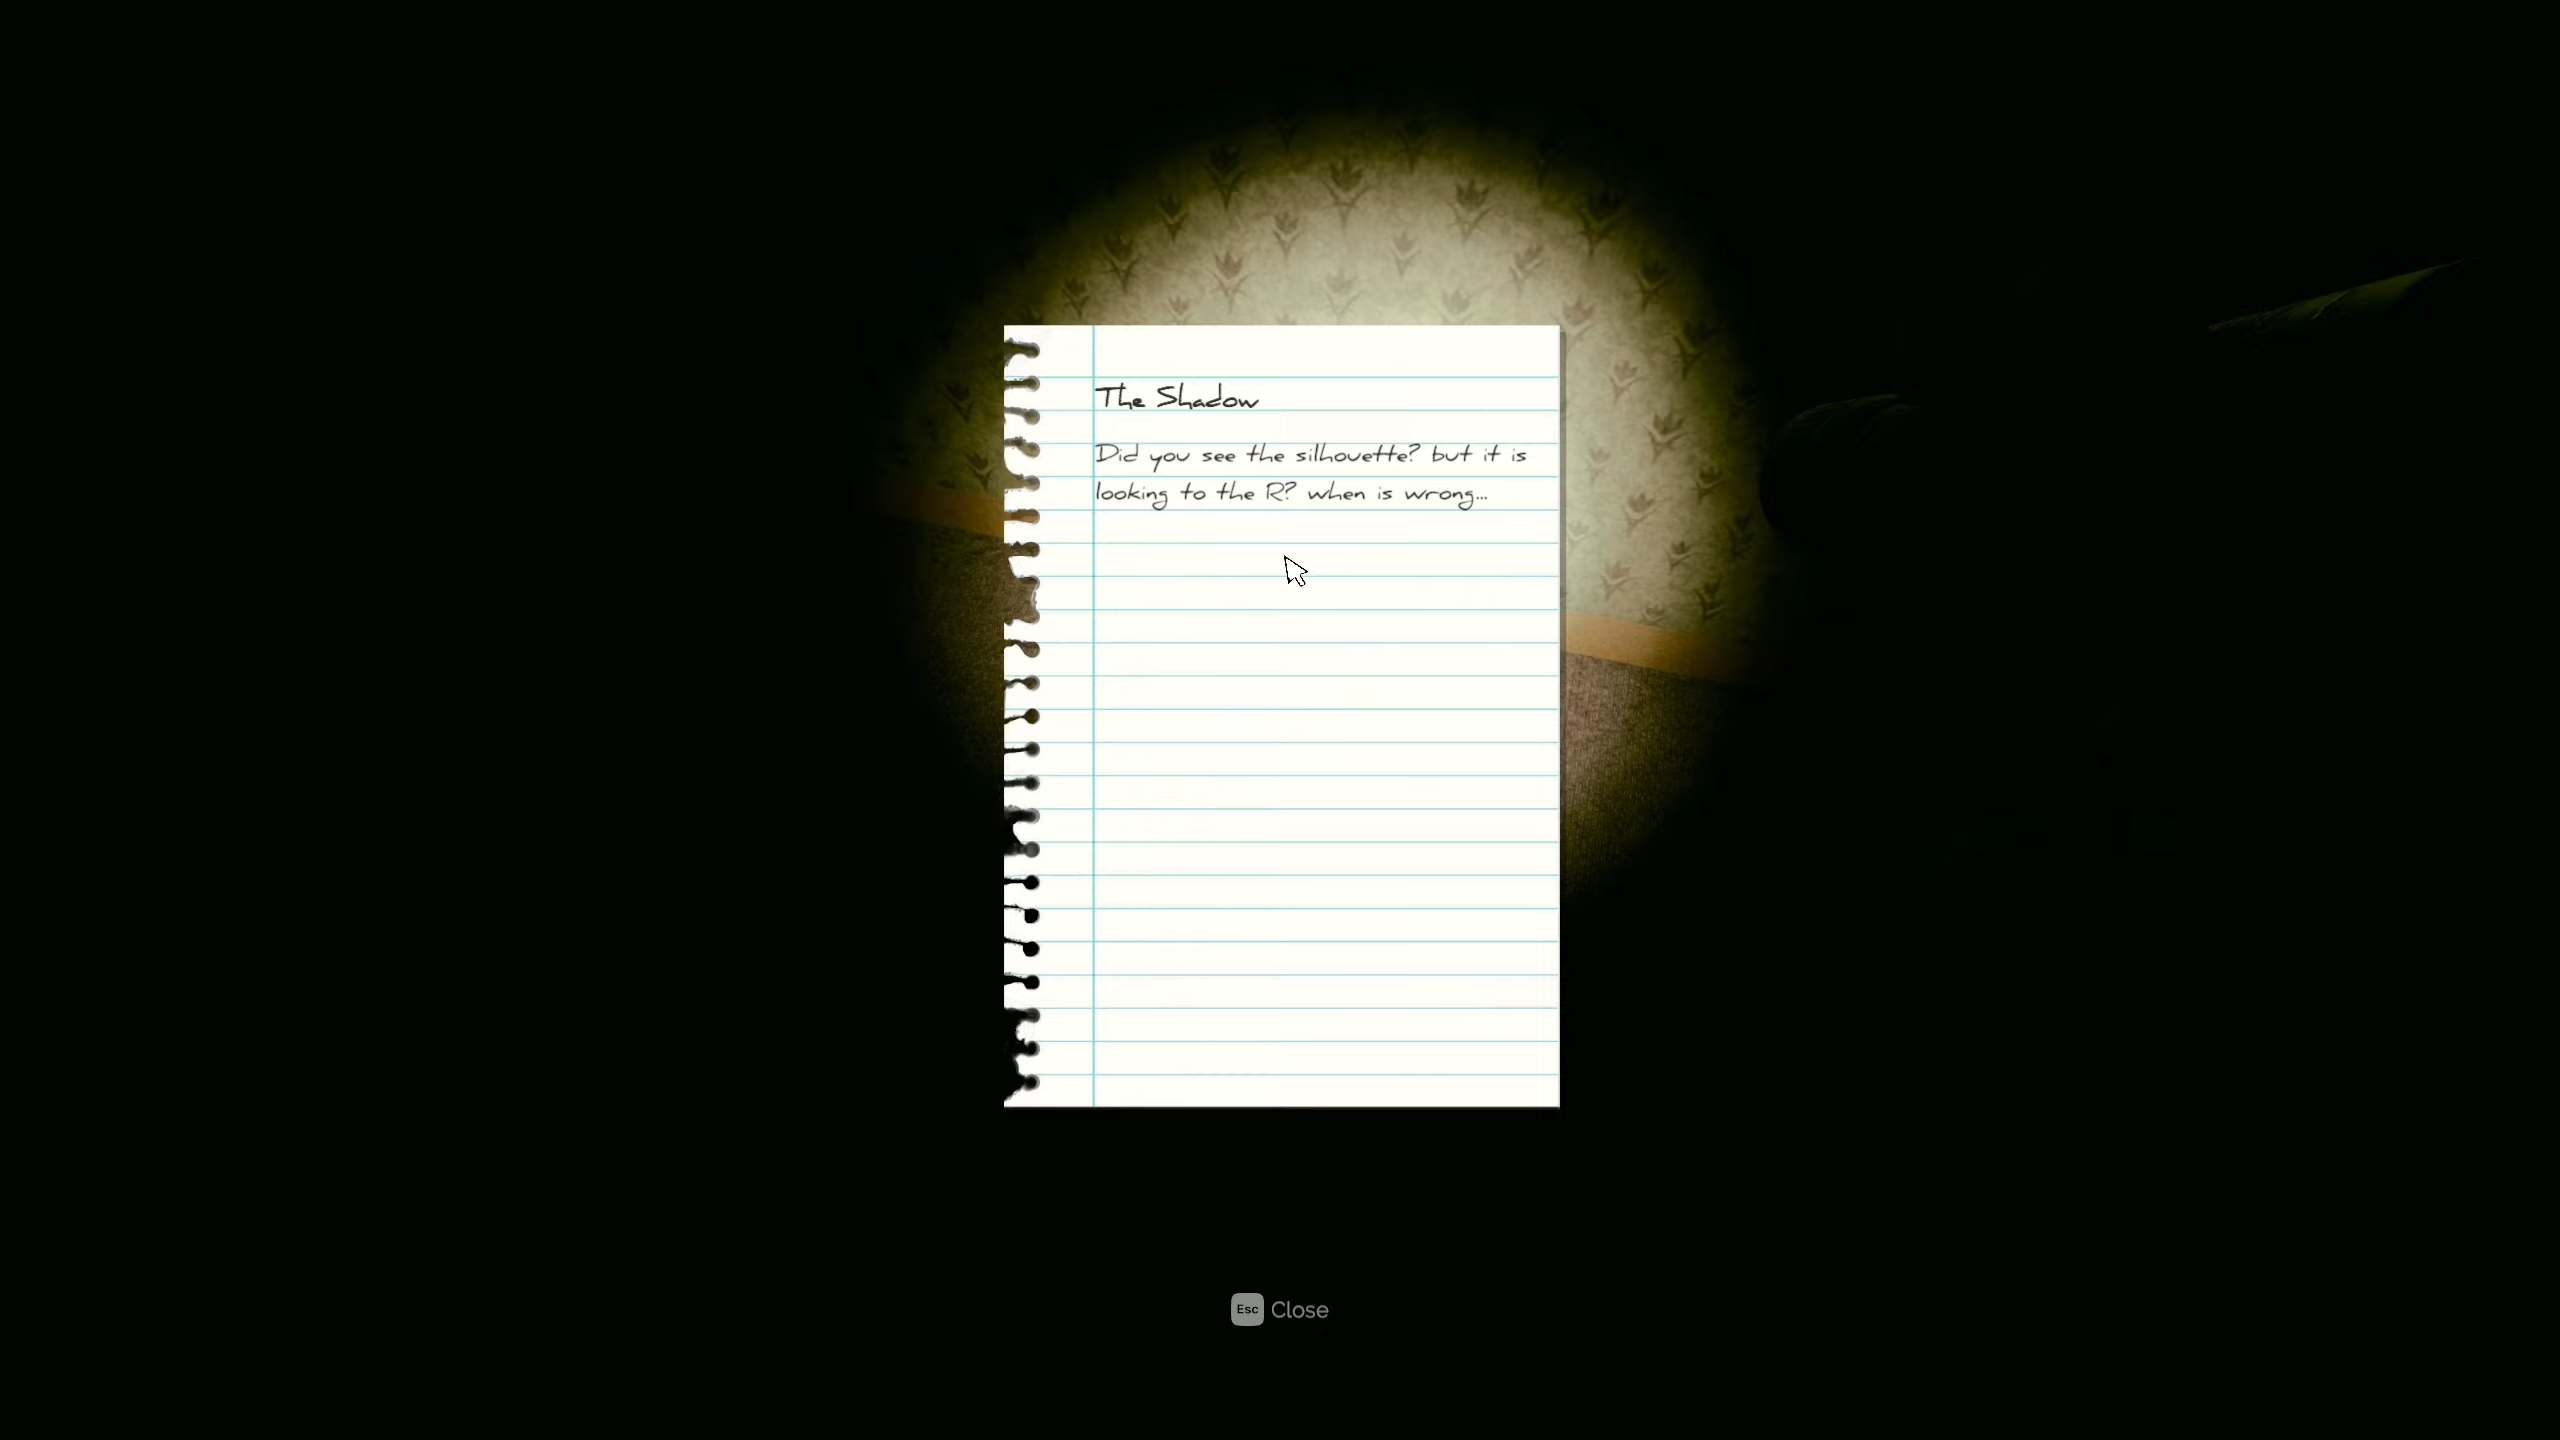 The Shadow
Did you see the silhouette? but it is
looking to the R? when is wrong...
Esc Close